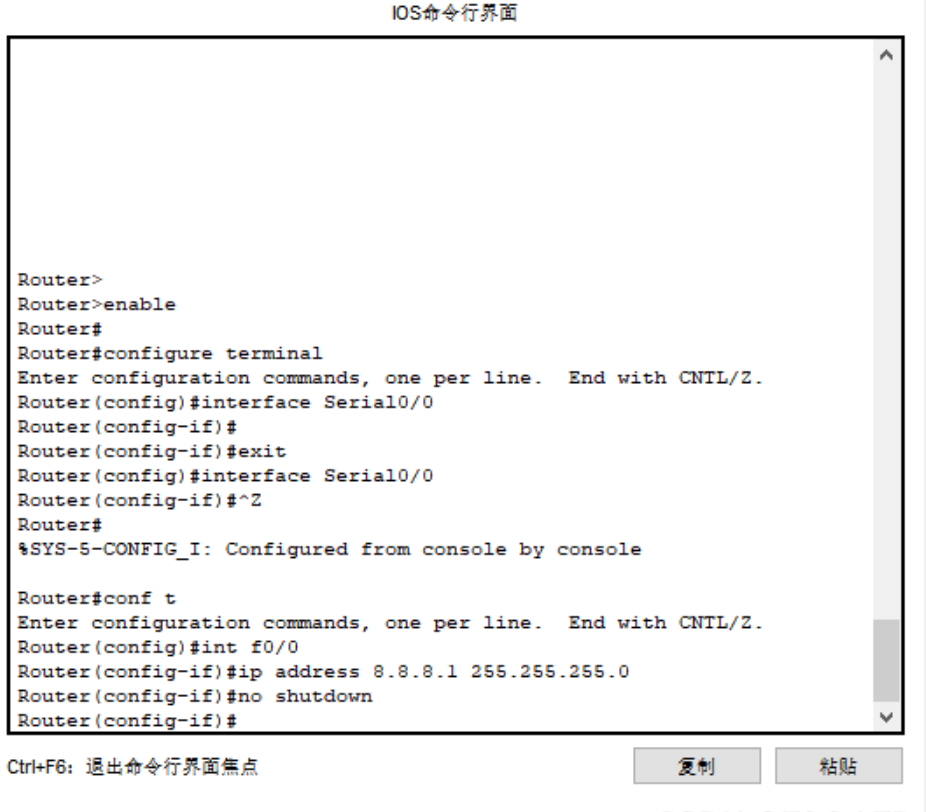 IOS命令行界面
Router>
Router>enable
Router#
Router#configure terminal
Enter configuration commands, one per line.  End with CNTL/Z.
Router(config)#interface Serial0/0
Router(config-if)#
Router(config-if)#exit
Router(config)#interface Serial0/0
Router(config-if)#^Z
Router#
%SYS-5-CONFIG_I: Configured from console by console
Router#conf t
Enter configuration commands, one per line.  End with CNTL/Z.
Router(config)#int f0/0
Router(config-if)#ip address 8.8.8.1 255.255.255.0
Router(config-if)#no shutdown
Router(config-if)#
Ctrl+F6: 退出命令行界面焦点
复制
粘贴